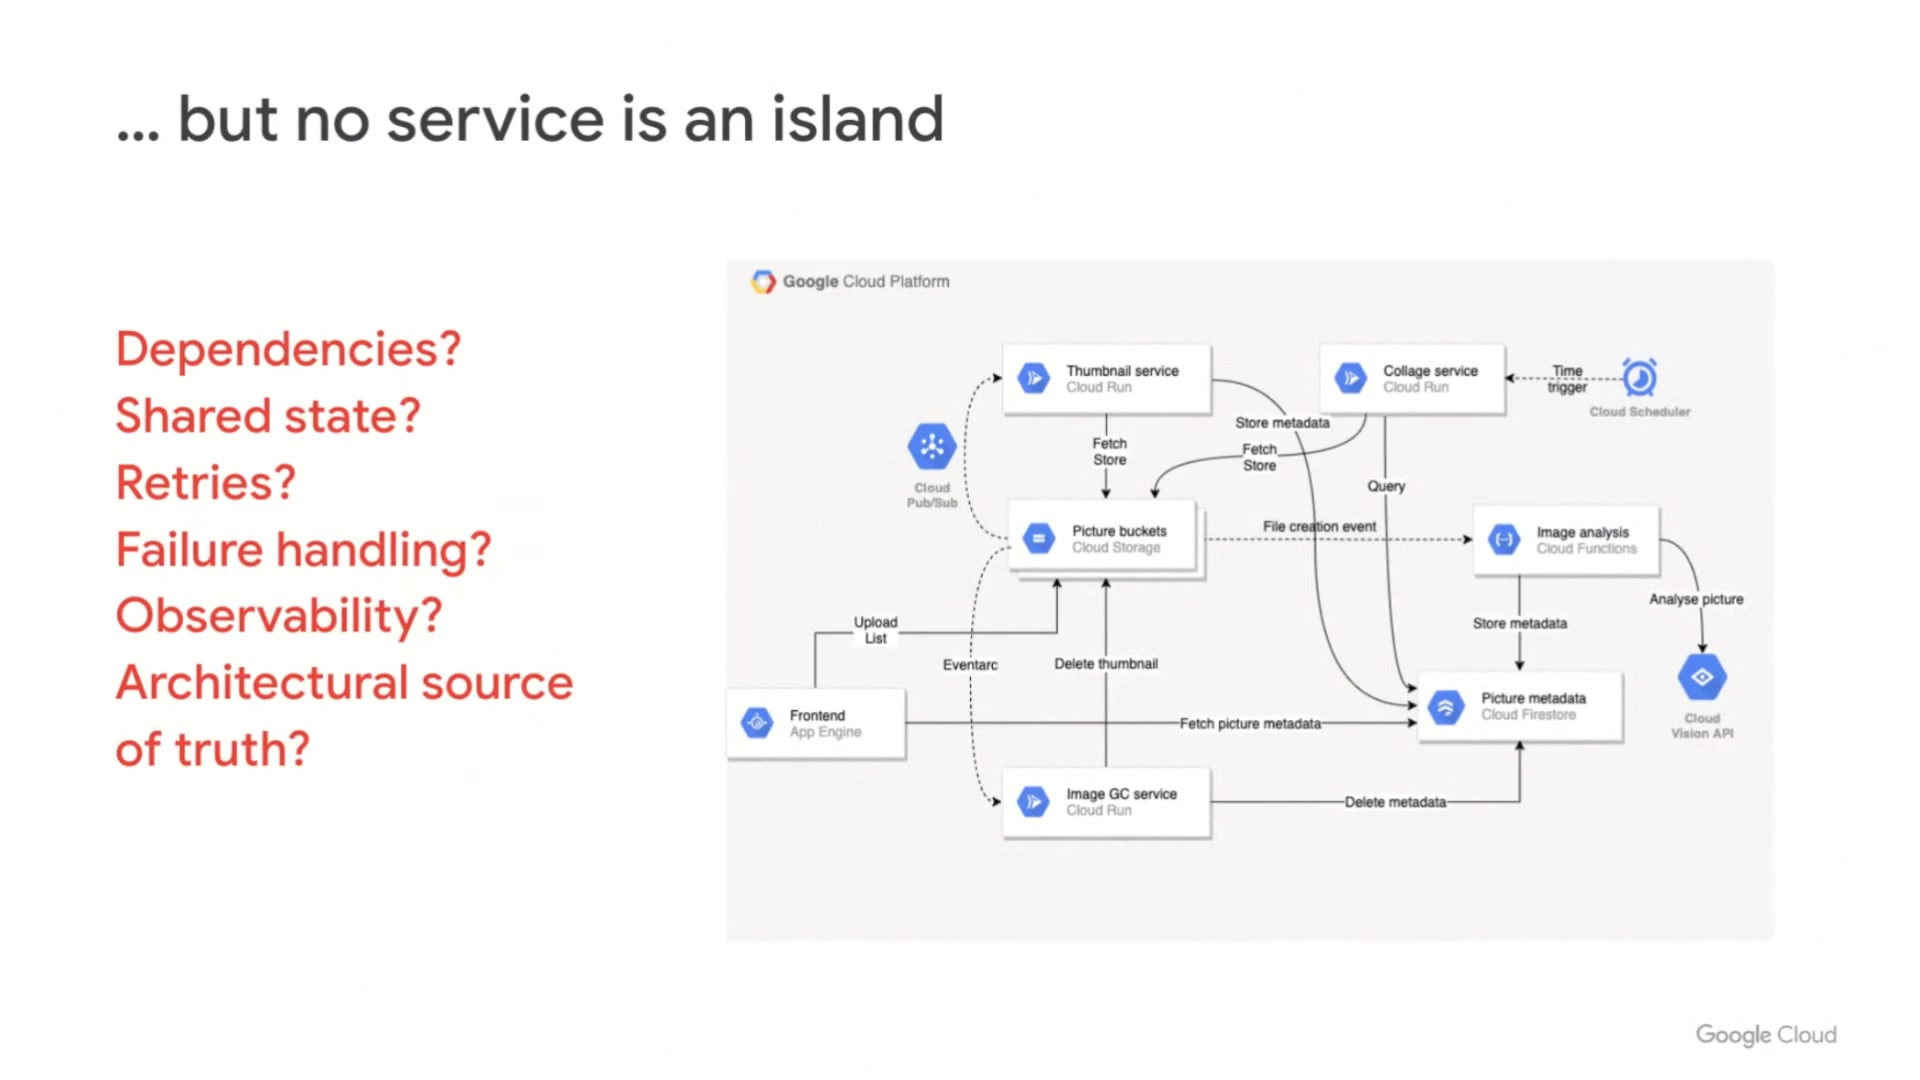 ... but no service is an island
Dependencies?
Shared state?
Retries?
Failure handling?
Observability?
Architectural source
of truth?
Google Cloud Platform
Thumbnail service
Cloud Run
Collage service
Cloud Run
Time
trigger
Cloud Scheduler
Store metadata
Fetch
Store
Fetch
Store
Cloud
Pub/Sub
Query
Picture buckets
Cloud Storage
File creation event
Image analysis
Cloud Functions
Analyse picture
Upload
List
Store metadata
Eventarc
Delete thumbnail
Frontend
App Engine
Fetch picture metadata
Picture metadata
Cloud Firestore
Cloud
Vision API
Image GC service
Cloud Run
Delete metadata
Google Cloud